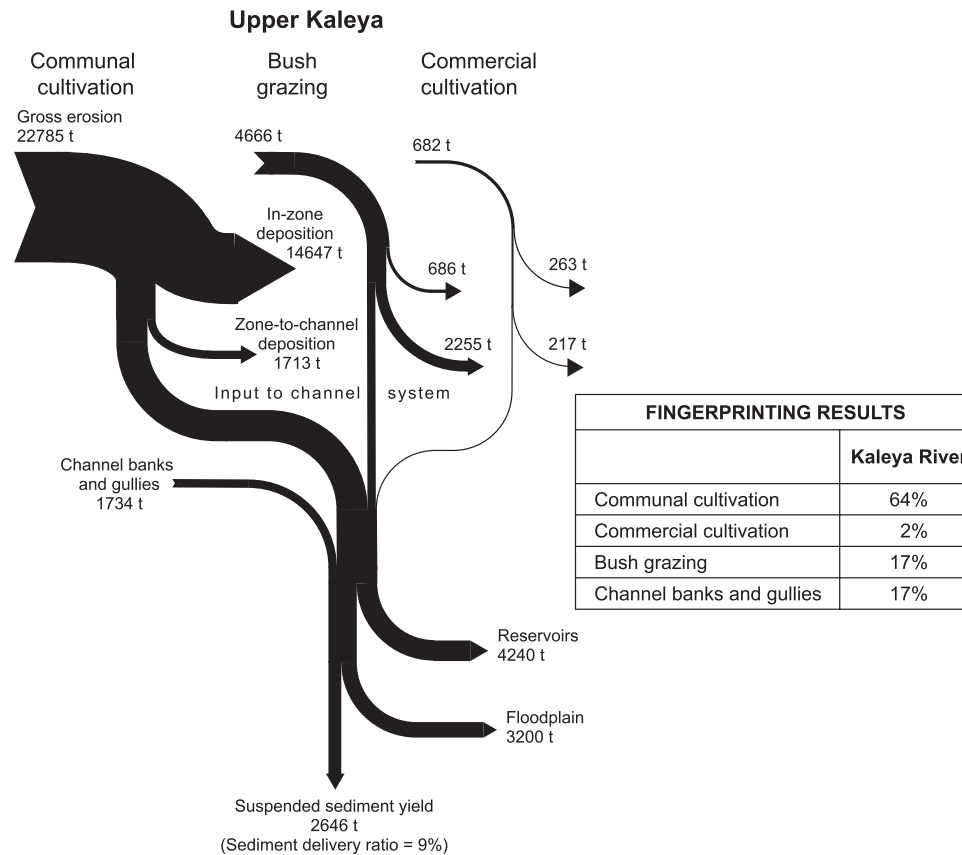 Upper Kaleya
Communal
cultivation
Bush
grazing
Commercial
cultivation
Gross erosion
22785 t
4666 t
682 t
In-zone
deposition
14647 t
686 t
263 t
Zone-to-channel
deposition
1713 t
2255 t
217 t
Input to channel system
Channel banks
and gullies
1734 t
FINGERPRINTING RESULTS
Kaleya River
Communal cultivation 64%
Commercial cultivation 2%
Bush grazing 17%
Channel banks and gullies 17%
Reservoirs
4240 t
Floodplain
3200 t
Suspended sediment yield
2646 t
(Sediment delivery ratio = 9%)